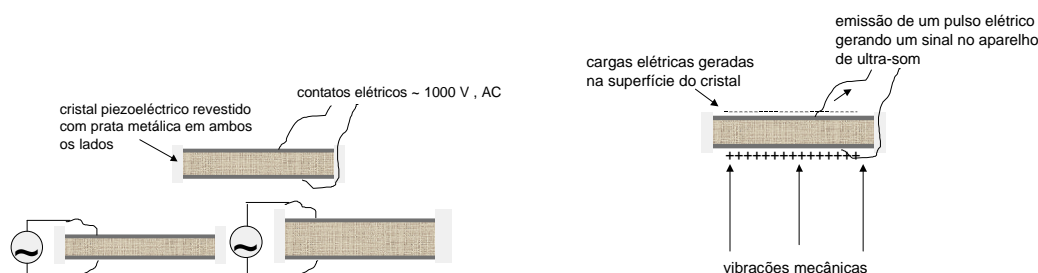 cristal piezoeléctrico revestido
com prata metálica em ambos
os lados
contatos elétricos ~ 1000 V , AC
~
~
emissão de um pulso elétrico
gerando um sinal no aparelho
de ultra-som
cargas elétricas geradas
na superfície do cristal
---------------
+++++++++++++++
vibrações mecânicas